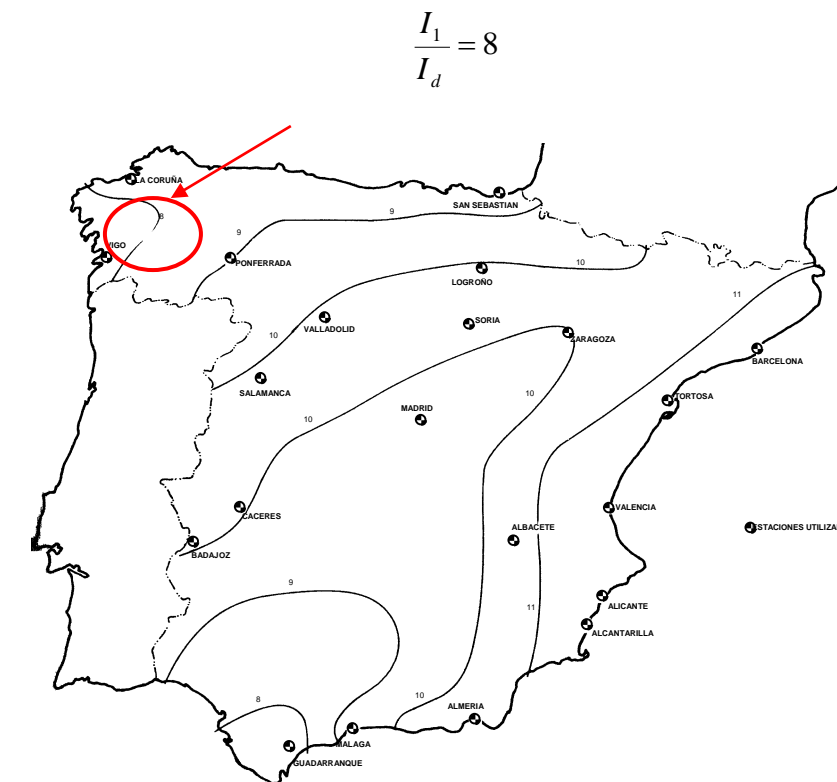 I₁/I_d = 8
LA CORUÑA
SAN SEBASTIAN
8
9
9
VIGO
PONFERRADA
10
LOGROÑO
11
VALLADOLID
SORIA
10
ZARAGOZA
BARCELONA
SALAMANCA
10
TORTOSA
MADRID
10
CACERES
VALENCIA
ALBACETE
ESTACIONES UTILIZA
BADAJOZ
9
11
ALICANTE
ALCANTARILLA
8
10
ALMERIA
MALAGA
GUADARRANQUE